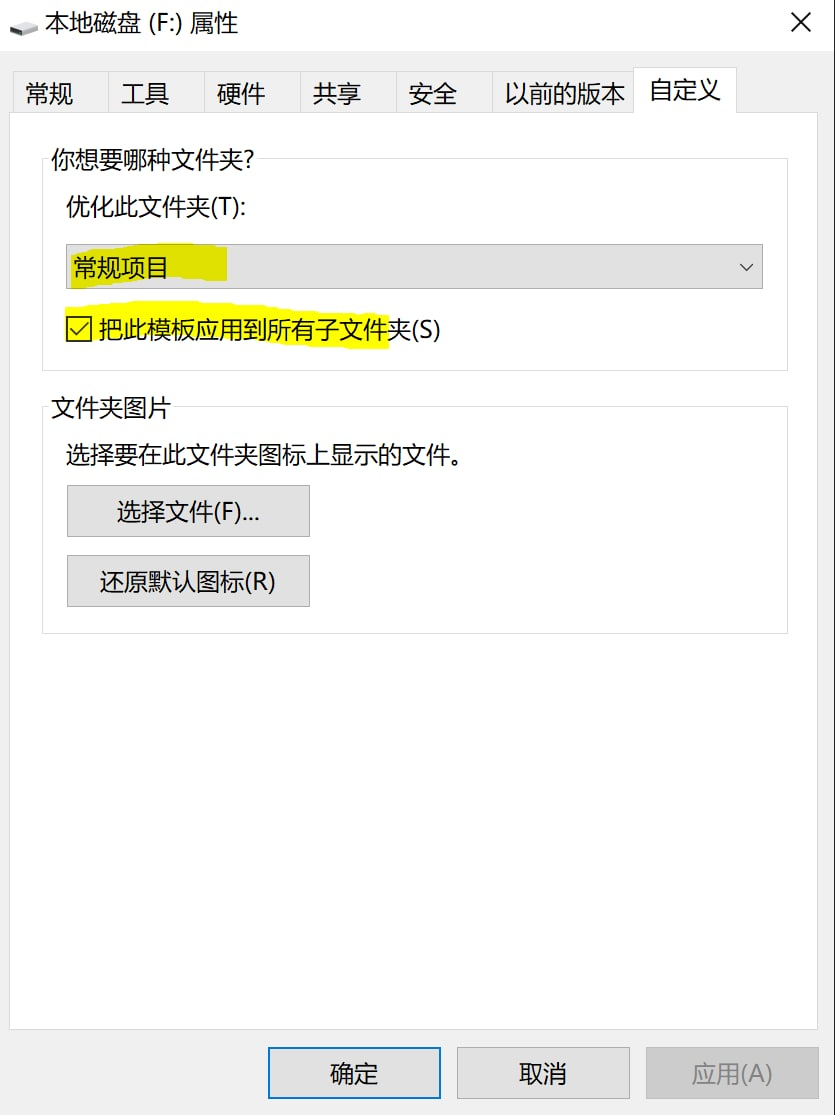 本地磁盘 (F:) 属性
常规 工具 硬件 共享 安全 以前的版本 自定义
你想要哪种文件夹?
优化此文件夹(T):
常规项目
把此模板应用到所有子文件夹(S)
文件夹图片
选择要在此文件夹图标上显示的文件。
选择文件(F)...
还原默认图标(R)
确定 取消 应用(A)